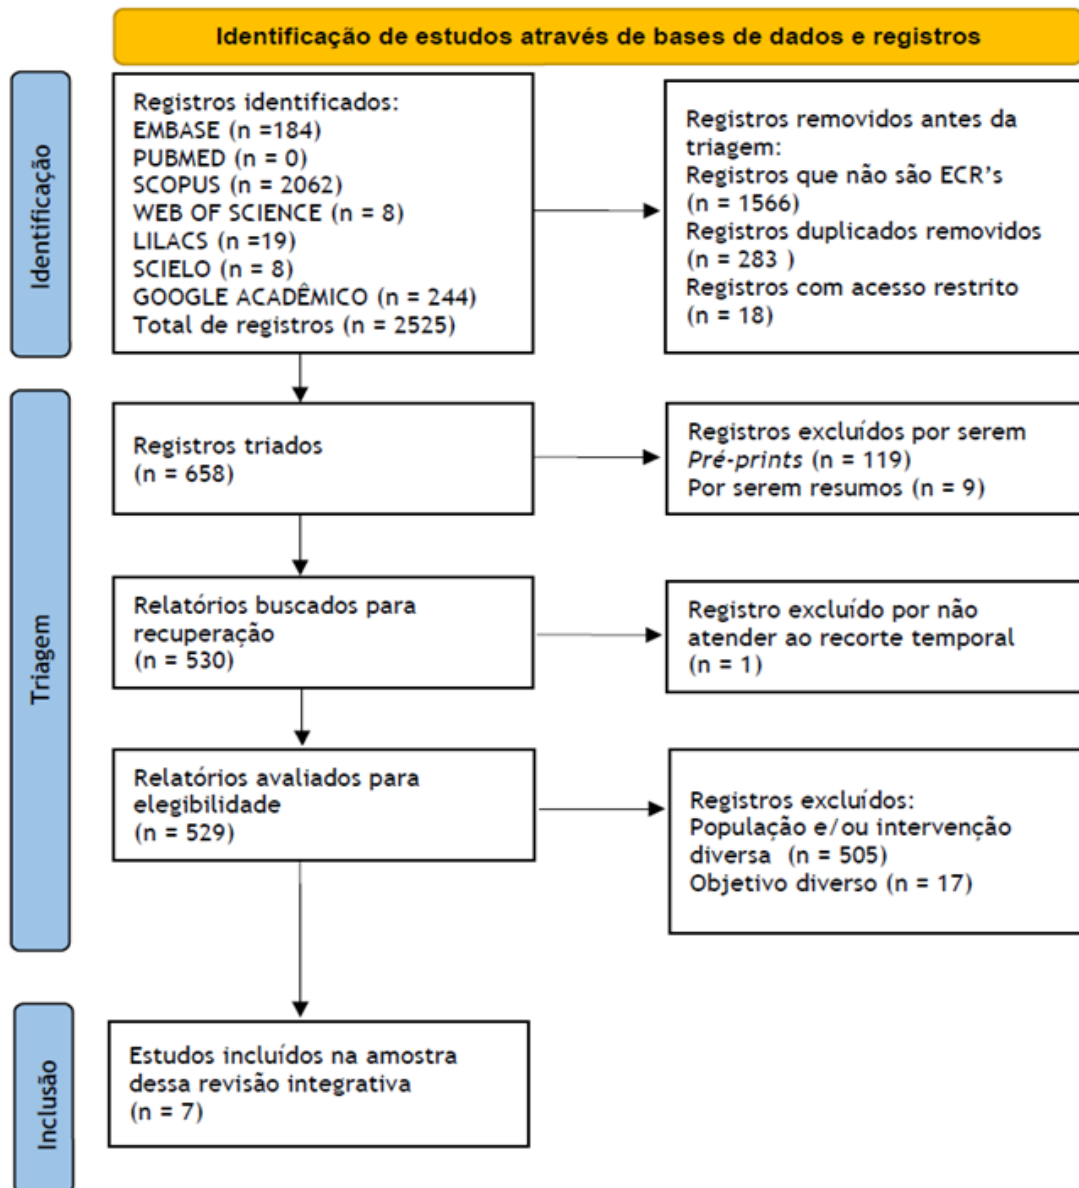 Identificação de estudos através de bases de dados e registros
Identificação
Registros identificados:
EMBASE (n =184)
PUBMED (n = 0)
SCOPUS (n = 2062)
WEB OF SCIENCE (n = 8)
LILACS (n =19)
SCIELO (n = 8)
GOOGLE ACADÊMICO (n = 244)
Total de registros (n = 2525)
Registros removidos antes da
triagem:
Registros que não são ECR's
(n = 1566)
Registros duplicados removidos
(n = 283 )
Registros com acesso restrito
(n = 18)
Triagem
Registros triados
(n = 658)
Registros excluídos por serem
Pré-prints (n = 119)
Por serem resumos (n = 9)
Relatórios buscados para
recuperação
(n = 530)
Registro excluído por não
atender ao recorte temporal
(n = 1)
Relatórios avaliados para
elegibilidade
(n = 529)
Registros excluídos:
População e/ou intervenção
diversa (n = 505)
Objetivo diverso (n = 17)
Inclusão
Estudos incluídos na amostra
dessa revisão integrativa
(n = 7)